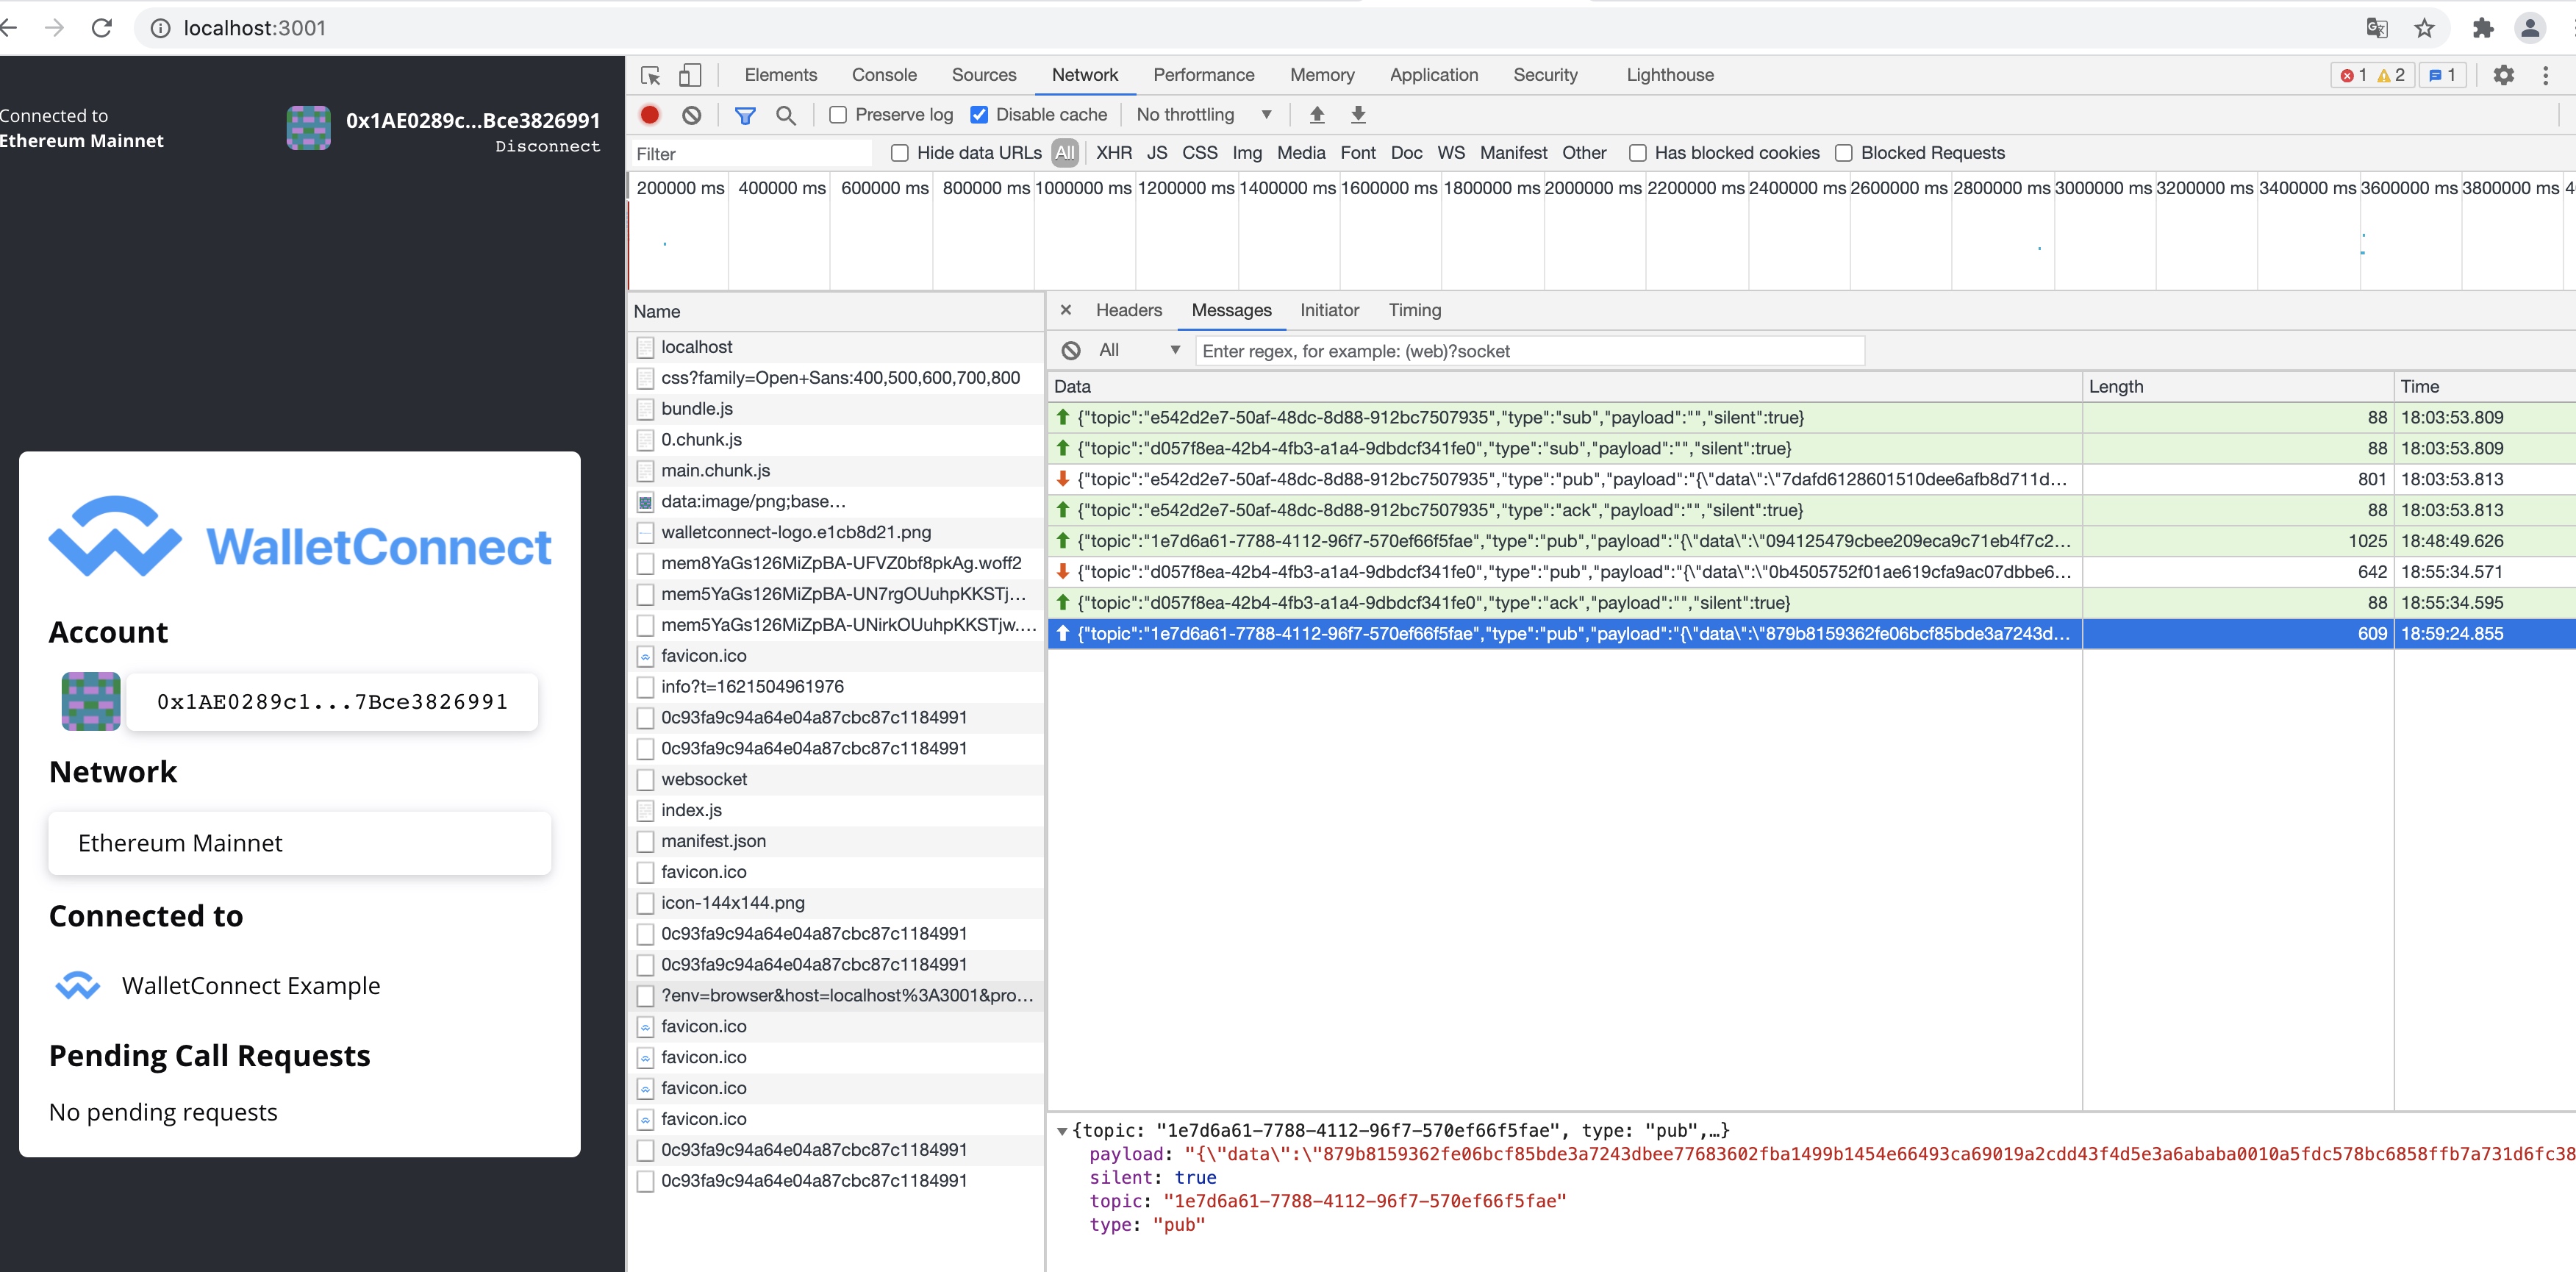 localhost:3001
Connected to
Ethereum Mainnet
0x1AE0289c...Bce3826991
Disconnect
WalletConnect
Account
0x1AE0289c1...7Bce3826991
Network
Ethereum Mainnet
Connected to
WalletConnect Example
Pending Call Requests
No pending requests
Elements Console Sources Network Performance Memory Application Security Lighthouse 1 2 1
Preserve log Disable cache No throttling
Filter Hide data URLs All XHR JS CSS Img Media Font Doc WS Manifest Other Has blocked cookies Blocked Requests
200000 ms 400000 ms 600000 ms 800000 ms 1000000 ms 1200000 ms 1400000 ms 1600000 ms 1800000 ms 2000000 ms 2200000 ms 2400000 ms 2600000 ms 2800000 ms 3000000 ms 3200000 ms 3400000 ms 3600000 ms 3800000 ms 4
Name
localhost
css?family=Open+Sans:400,500,600,700,800
bundle.js
0.chunk.js
main.chunk.js
data:image/png;base…
walletconnect-logo.e1cb8d21.png
mem8YaGs126MiZpBA-UFVZ0bf8pkAg.woff2
mem5YaGs126MiZpBA-UN7rgOUuhpKKSTj…
mem5YaGs126MiZpBA-UNirkOUuhpKKSTjw.…
favicon.ico
info?t=1621504961976
0c93fa9c94a64e04a87cbc87c1184991
0c93fa9c94a64e04a87cbc87c1184991
websocket
index.js
manifest.json
favicon.ico
icon-144x144.png
0c93fa9c94a64e04a87cbc87c1184991
0c93fa9c94a64e04a87cbc87c1184991
?env=browser&host=localhost%3A3001&pro…
favicon.ico
favicon.ico
favicon.ico
favicon.ico
0c93fa9c94a64e04a87cbc87c1184991
0c93fa9c94a64e04a87cbc87c1184991
Headers Messages Initiator Timing
All Enter regex, for example: (web)?socket
Data Length Time
{"topic":"e542d2e7-50af-48dc-8d88-912bc7507935","type":"sub","payload":"","silent":true} 88 18:03:53.809
{"topic":"d057f8ea-42b4-4fb3-a1a4-9dbdcf341fe0","type":"sub","payload":"","silent":true} 88 18:03:53.809
{"topic":"e542d2e7-50af-48dc-8d88-912bc7507935","type":"pub","payload":"{\"data\":\"7dafd6128601510dee6afb8d711d… 801 18:03:53.813
{"topic":"e542d2e7-50af-48dc-8d88-912bc7507935","type":"ack","payload":"","silent":true} 88 18:03:53.813
{"topic":"1e7d6a61-7788-4112-96f7-570ef66f5fae","type":"pub","payload":"{\"data\":\"094125479cbee209eca9c71eb4f7c2… 1025 18:48:49.626
{"topic":"d057f8ea-42b4-4fb3-a1a4-9dbdcf341fe0","type":"pub","payload":"{\"data\":\"0b4505752f01ae619cfa9ac07dbbe6… 642 18:55:34.571
{"topic":"d057f8ea-42b4-4fb3-a1a4-9dbdcf341fe0","type":"ack","payload":"","silent":true} 88 18:55:34.595
{"topic":"1e7d6a61-7788-4112-96f7-570ef66f5fae","type":"pub","payload":"{\"data\":\"879b8159362fe06bcf85bde3a7243d… 609 18:59:24.855
{topic: "1e7d6a61-7788-4112-96f7-570ef66f5fae", type: "pub",…}
payload: "{\"data\":\"879b8159362fe06bcf85bde3a7243dbee77683602fba1499b1454e66493ca69019a2cdd43f4d5e3a6ababa0010a5fdc578bc6858ffb7a731d6fc38
silent: true
topic: "1e7d6a61-7788-4112-96f7-570ef66f5fae"
type: "pub"